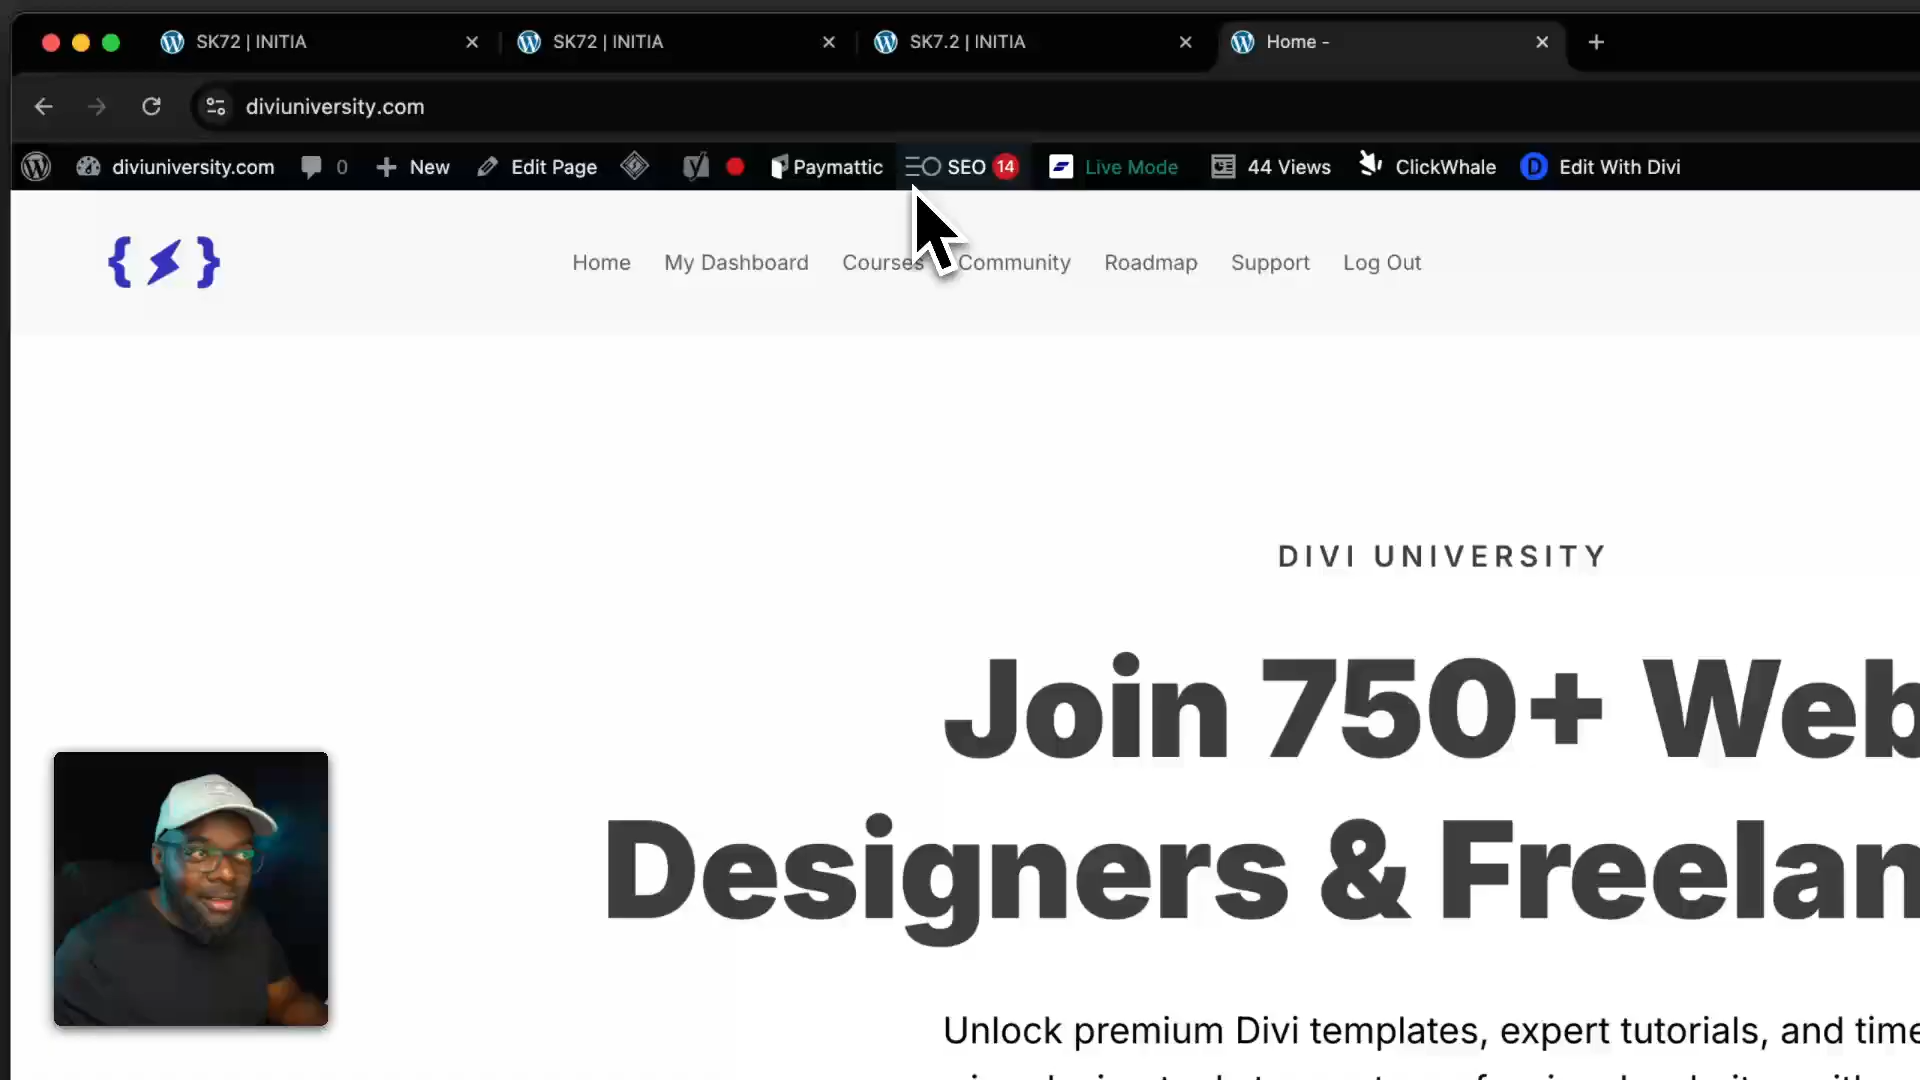 SK72 | INITIA
SK72 | INITIA
SK7.2 | INITIA
Home -
diviuniversity.com
diviuniversity.com 0 New Edit Page Paymattic SEO 14 Live Mode 44 Views ClickWhale D Edit With Divi
Home My Dashboard Courses Community Roadmap Support Log Out
DIVI UNIVERSITY
Join 750+ Web
Designers & Freelan
Unlock premium Divi templates, expert tutorials, and time